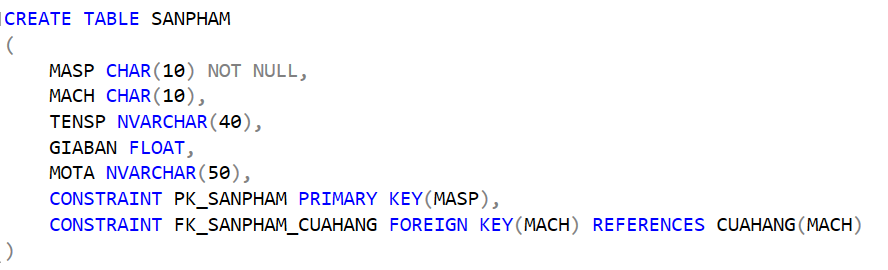 CREATE TABLE SANPHAM
(
MASP CHAR(10) NOT NULL,
MACH CHAR(10),
TENSP NVARCHAR(40),
GIABAN FLOAT,
MOTA NVARCHAR(50),
CONSTRAINT PK_SANPHAM PRIMARY KEY(MASP),
CONSTRAINT FK_SANPHAM_CUAHANG FOREIGN KEY(MACH) REFERENCES CUAHANG(MACH)
)